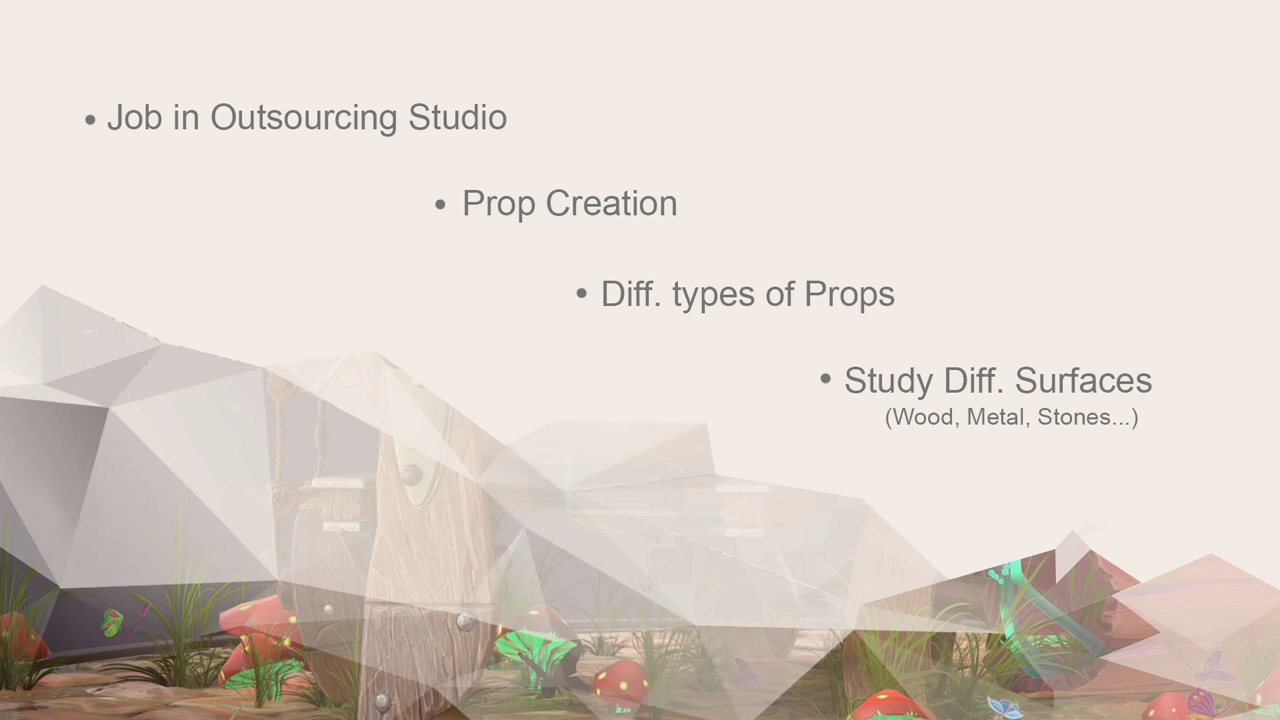 • Job in Outsourcing Studio
• Prop Creation
• Diff. types of Props
• Study Diff. Surfaces
(Wood, Metal, Stones...)